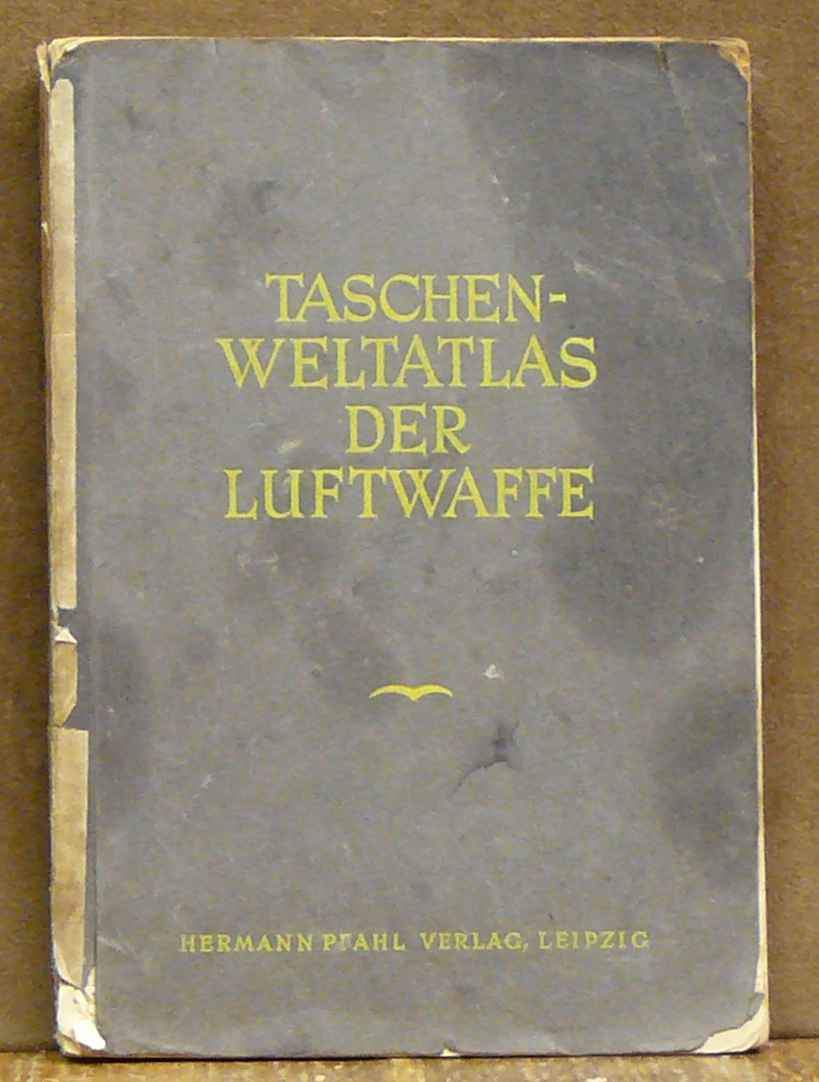 TASCHEN-
WELTATLAS
DER
LUFTWAFFE
HERMANN PFAHL VERLAG, LEIPZIG